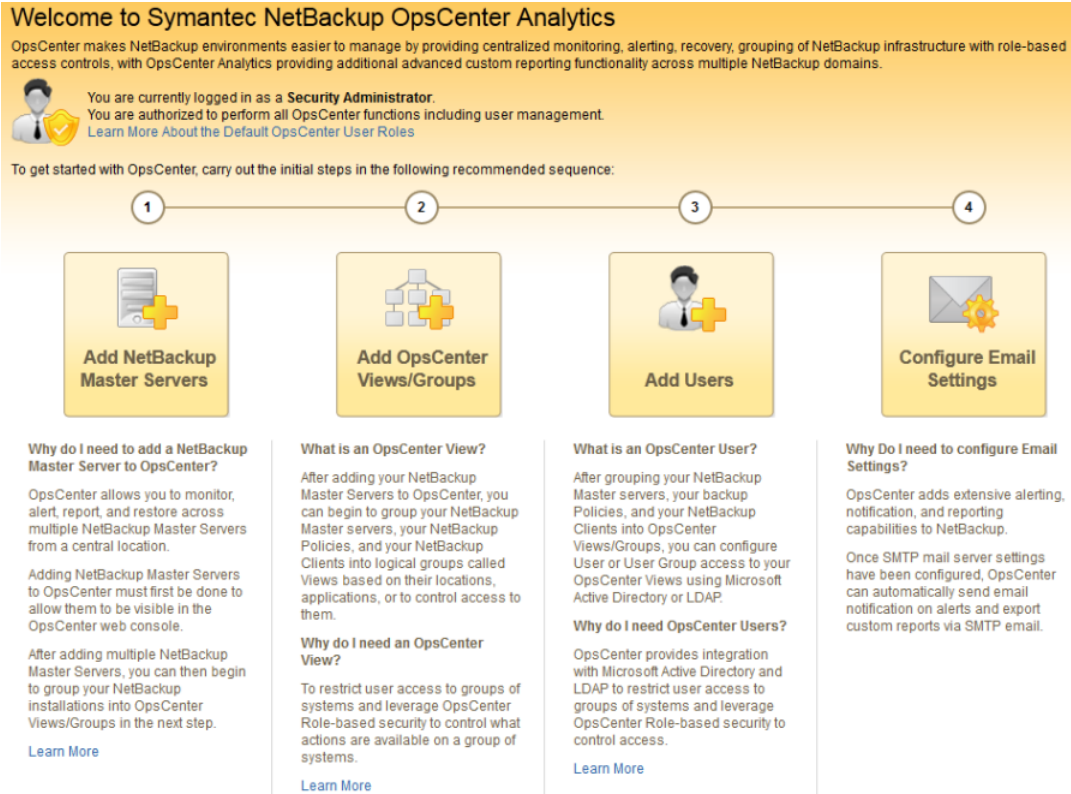 Welcome to Symantec NetBackup OpsCenter Analytics
OpsCenter makes NetBackup environments easier to manage by providing centralized monitoring, alerting, recovery, grouping of NetBackup infrastructure with role-based
access controls, with OpsCenter Analytics providing additional advanced custom reporting functionality across multiple NetBackup domains.
You are currently logged in as a Security Administrator.
You are authorized to perform all OpsCenter functions including user management.
Learn More About the Default OpsCenter User Roles
To get started with OpsCenter, carry out the initial steps in the following recommended sequence:
1
2
3
4
Add NetBackup
Master Servers
Add OpsCenter
Views/Groups
Add Users
Configure Email
Settings
Why do I need to add a NetBackup
Master Server to OpsCenter?
OpsCenter allows you to monitor,
alert, report, and restore across
multiple NetBackup Master Servers
from a central location.
Adding NetBackup Master Servers
to OpsCenter must first be done to
allow them to be visible in the
OpsCenter web console.
After adding multiple NetBackup
Master Servers, you can then begin
to group your NetBackup
installations into OpsCenter
Views/Groups in the next step.
Learn More
What is an OpsCenter View?
After adding your NetBackup
Master Servers to OpsCenter, you
can begin to group your NetBackup
Master servers, your NetBackup
Policies, and your NetBackup
Clients into logical groups called
Views based on their locations,
applications, or to control access to
them.
Why do I need an OpsCenter
View?
To restrict user access to groups of
systems and leverage OpsCenter
Role-based security to control what
actions are available on a group of
systems.
Learn More
What is an OpsCenter User?
After grouping your NetBackup
Master servers, your backup
Policies, and your NetBackup
Clients into OpsCenter
Views/Groups, you can configure
User or User Group access to your
OpsCenter Views using Microsoft
Active Directory or LDAP.
Why do I need OpsCenter Users?
OpsCenter provides integration
with Microsoft Active Directory and
LDAP to restrict user access to
groups of systems and leverage
OpsCenter Role-based security to
control access.
Learn More
Why Do I need to configure Email
Settings?
OpsCenter adds extensive alerting,
notification, and reporting
capabilities to NetBackup.
Once SMTP mail server settings
have been configured, OpsCenter
can automatically send email
notification on alerts and export
custom reports via SMTP email.